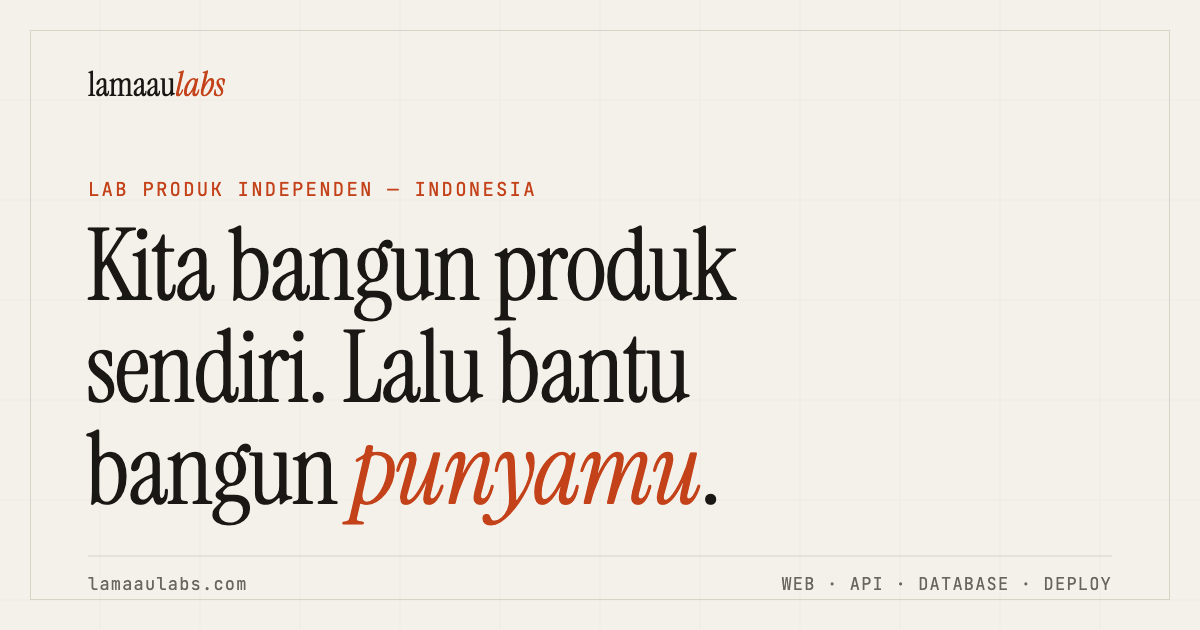 lamaaulabs
LAB PRODUK INDEPENDEN — INDONESIA
Kita bangun produk
sendiri. Lalu bantu
bangun punyamu.
lamaaulabs.com
WEB · API · DATABASE · DEPLOY